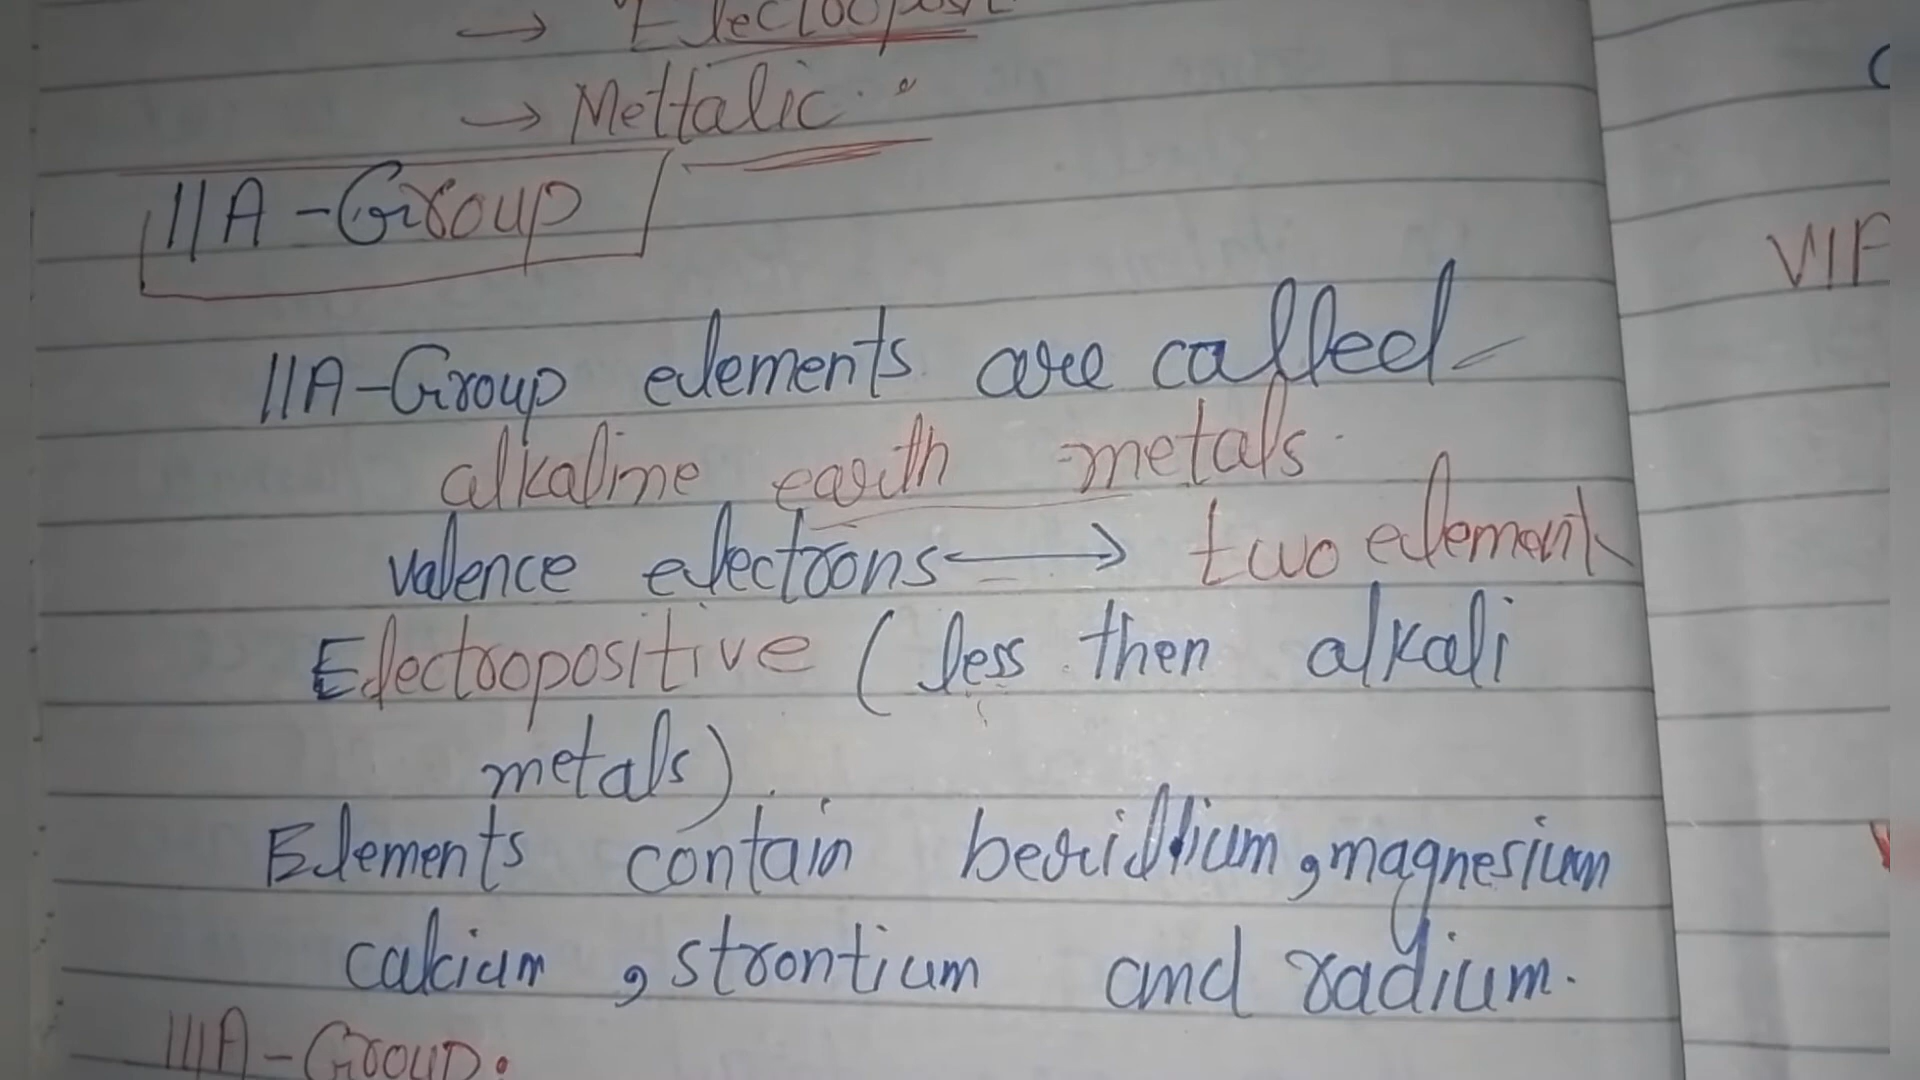 → Electroposit
→ Mettalic.
IIA-Group
IIA-Group elements are called
alkaline earth metals.
valence electrons → two element
Electropositive (less then alkali
metals).
Elements contain berillium, magnesium
calcium, strontium and radium.
IIIA-Group.